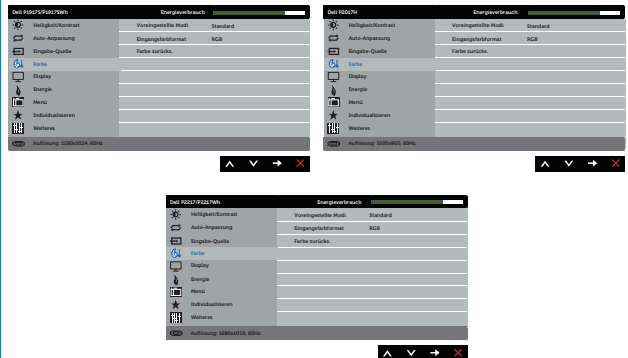 Dell P1917S/P1917SWh Energieverbrauch
Helligkeit/Kontrast Voreingestellte Modi Standard
Auto-Anpassung Eingangsfarbformat RGB
Eingabe-Quelle Farbe zurücks.
Farbe
Display
Energie
Menü
Individualisieren
Weiteres
Auflösung: 1280x1024, 60Hz
Dell P2017H Energieverbrauch
Helligkeit/Kontrast Voreingestellte Modi Standard
Auto-Anpassung Eingangsfarbformat RGB
Eingabe-Quelle Farbe zurücks.
Farbe
Display
Energie
Menü
Individualisieren
Weiteres
Auflösung: 1600x900, 60Hz
Dell P2217/P2217Wh Energieverbrauch
Helligkeit/Kontrast Voreingestellte Modi Standard
Auto-Anpassung Eingangsfarbformat RGB
Eingabe-Quelle Farbe zurücks.
Farbe
Display
Energie
Menü
Individualisieren
Weiteres
Auflösung: 1680x1050, 60Hz